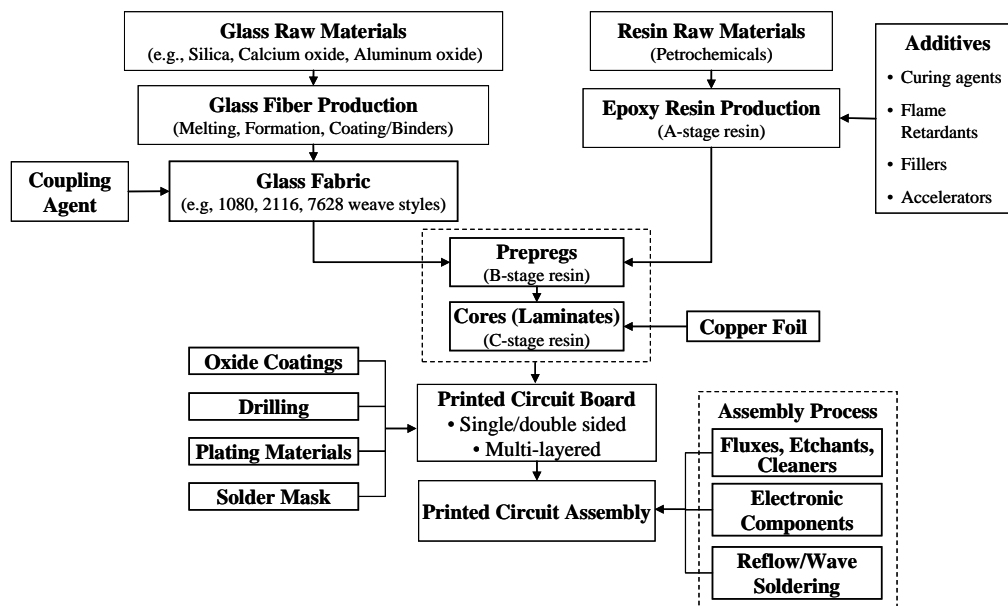 Glass Raw Materials
(e.g., Silica, Calcium oxide, Aluminum oxide)
Resin Raw Materials
(Petrochemicals)
Additives
• Curing agents
• Flame
Retardants
• Fillers
• Accelerators
Glass Fiber Production
(Melting, Formation, Coating/Binders)
Epoxy Resin Production
(A-stage resin)
Coupling
Agent
Glass Fabric
(e.g, 1080, 2116, 7628 weave styles)
Prepregs
(B-stage resin)
Cores (Laminates)
(C-stage resin)
Copper Foil
Oxide Coatings
Drilling
Plating Materials
Solder Mask
Printed Circuit Board
• Single/double sided
• Multi-layered
Printed Circuit Assembly
Assembly Process
Fluxes, Etchants,
Cleaners
Electronic
Components
Reflow/Wave
Soldering